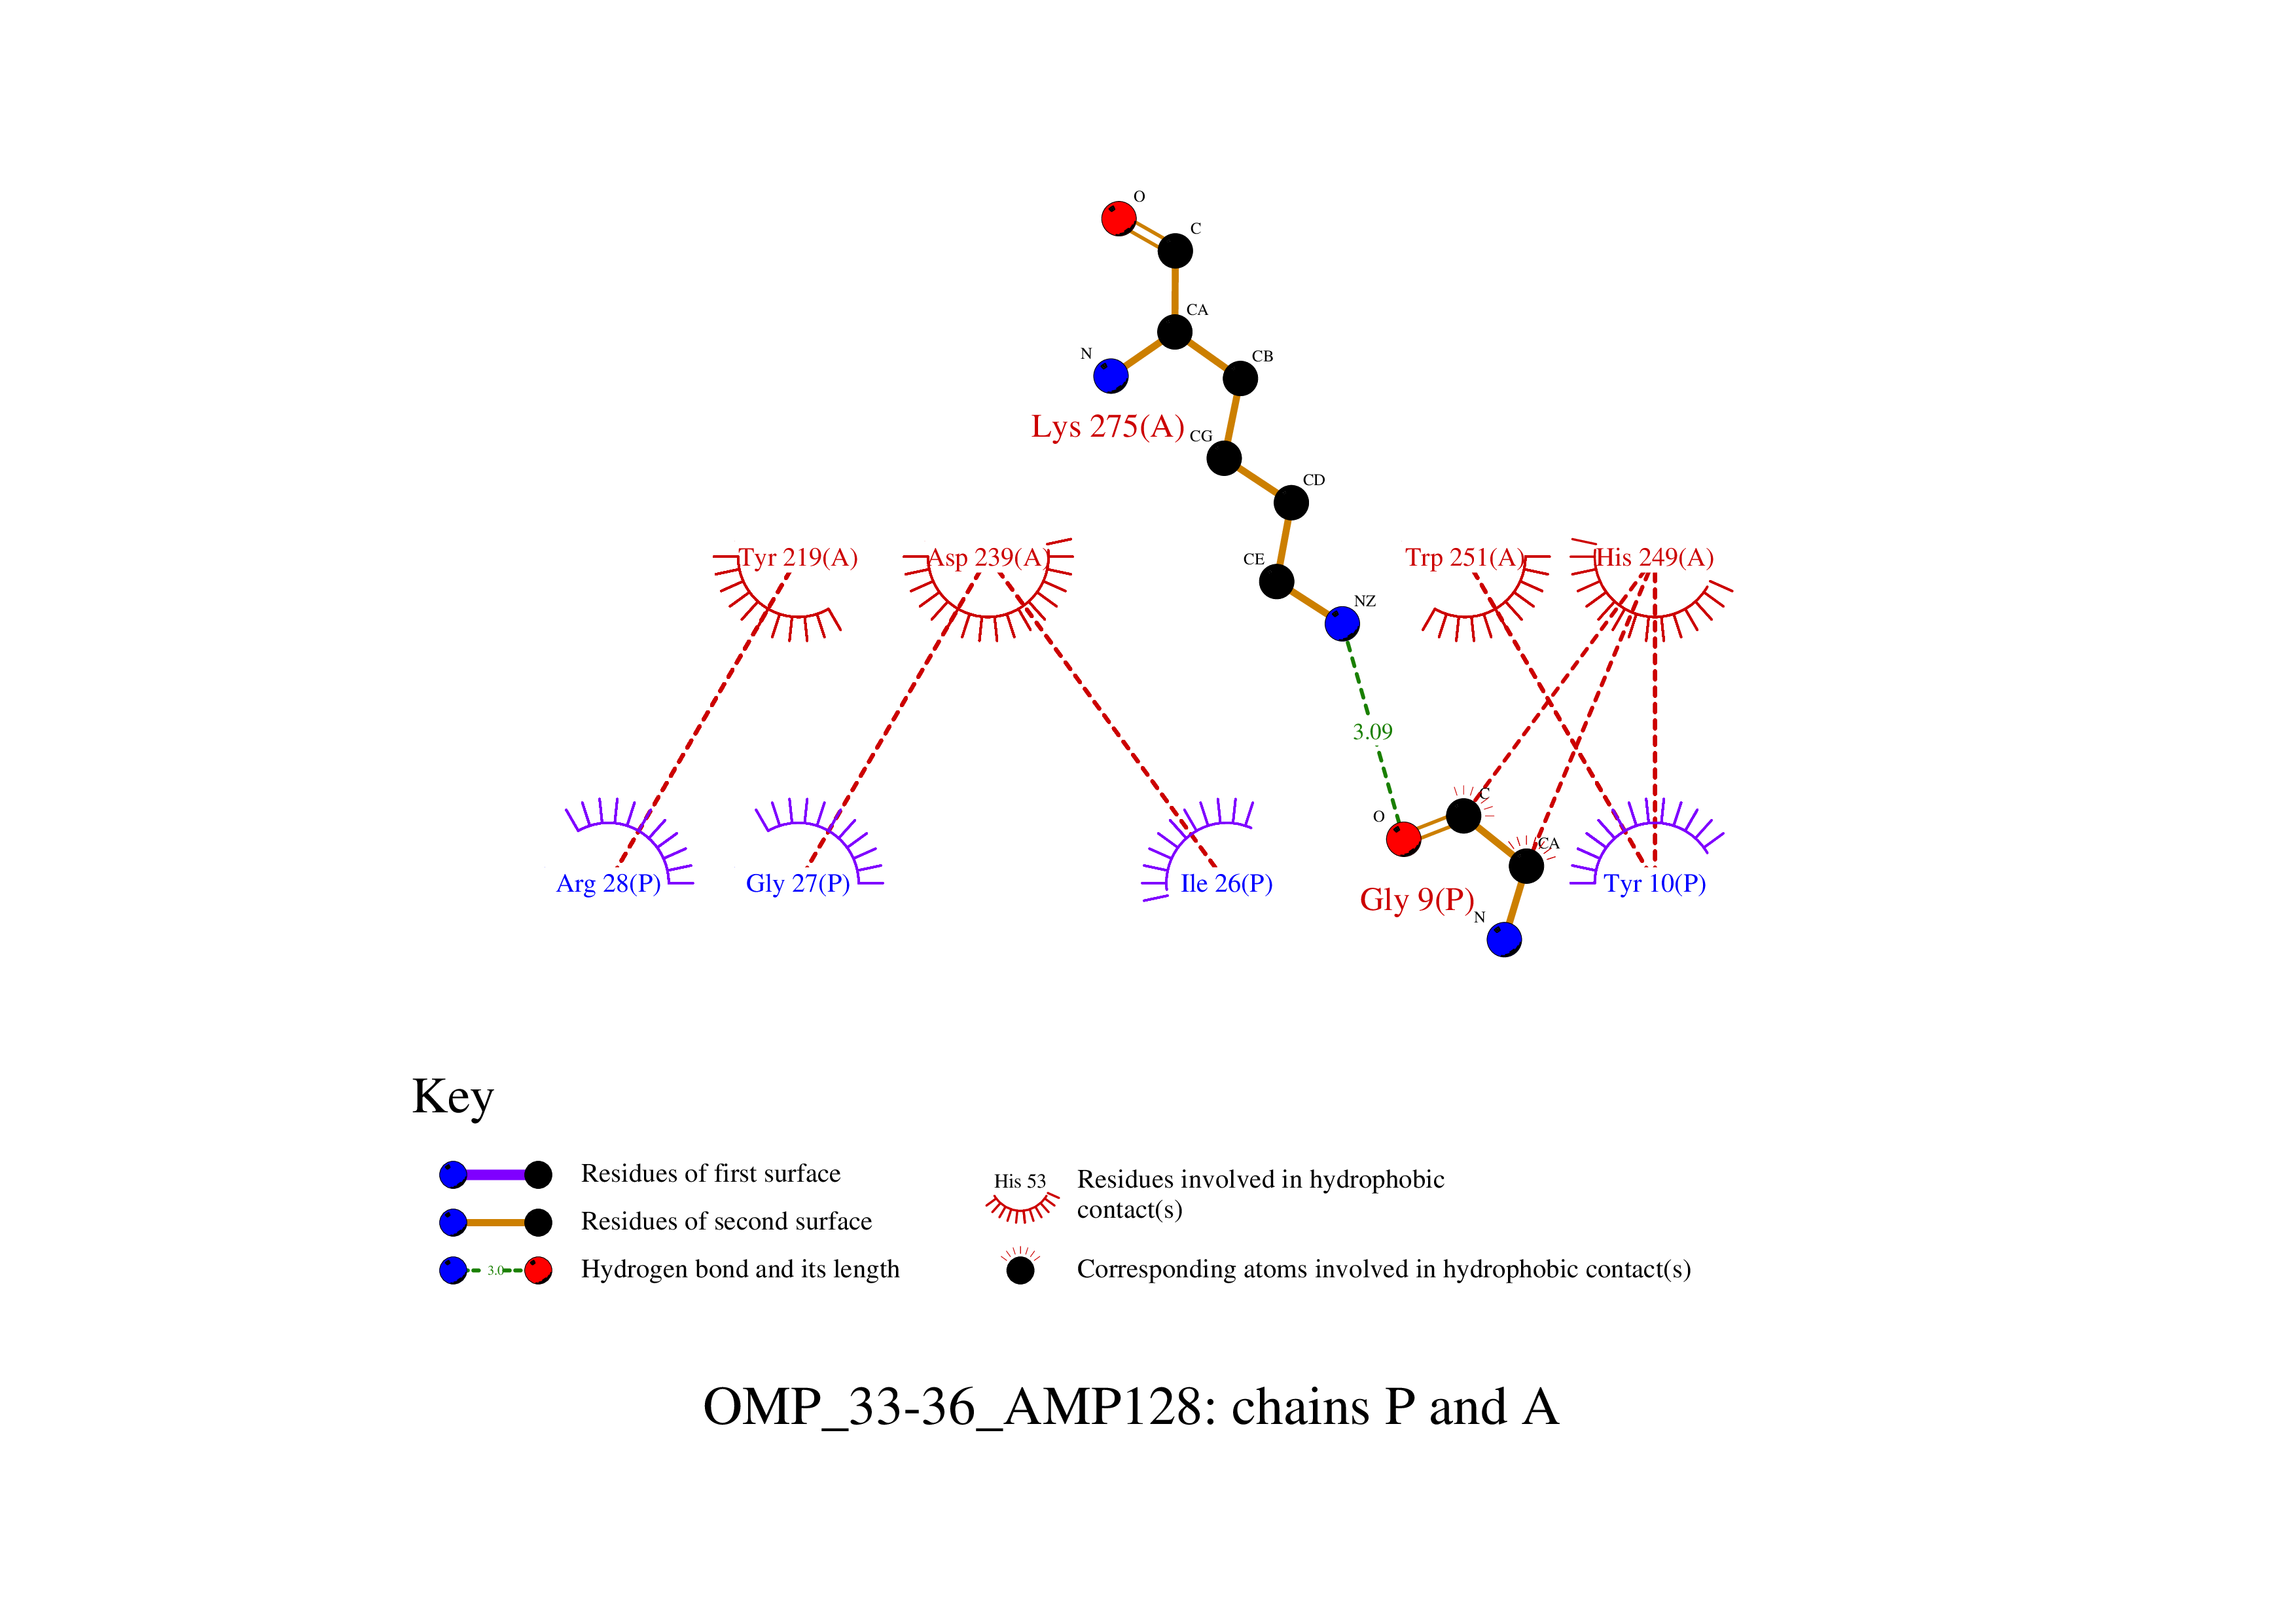 O
C
CA
N
CB
Lys 275(A)
CG
CD
Tyr 219(A)
Asp 239(A)
CE
Trp 251(A)
His 249(A)
NZ
3.09
C
O
CA
Arg 28(P)
Gly 27(P)
Ile 26(P)
Gly 9(P)
Tyr 10(P)
N
Key
Residues of first surface
Residues of second surface
3.0
Hydrogen bond and its length
His 53
Residues involved in hydrophobic
contact(s)
Corresponding atoms involved in hydrophobic contact(s)
OMP_33-36_AMP128: chains P and A